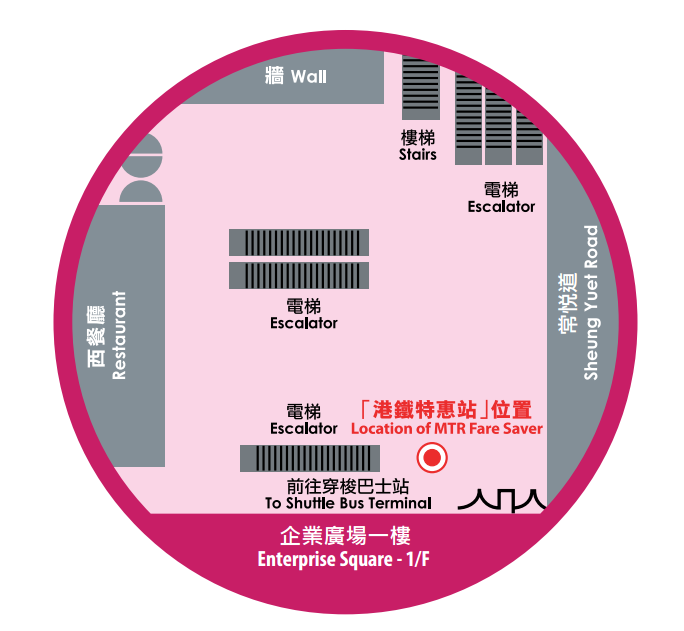 牆 Wall
樓梯
Stairs
電梯
Escalator
電梯
Escalator
西餐廳
Restaurant
常悅道
Sheung Yuet Road
電梯
Escalator
「港鐵特惠站」位置
Location of MTR Fare Saver
前往穿梭巴士站
To Shuttle Bus Terminal
企業廣場一樓
Enterprise Square - 1/F